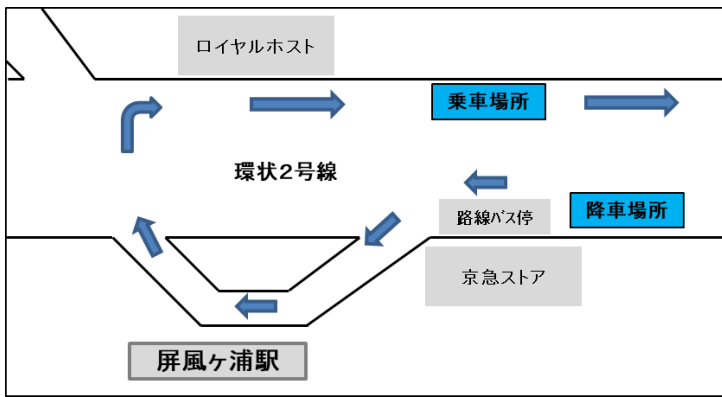 ロイヤルホスト
乗車場所
環状2号線
路線バス停
降車場所
京急ストア
屏風ヶ浦駅